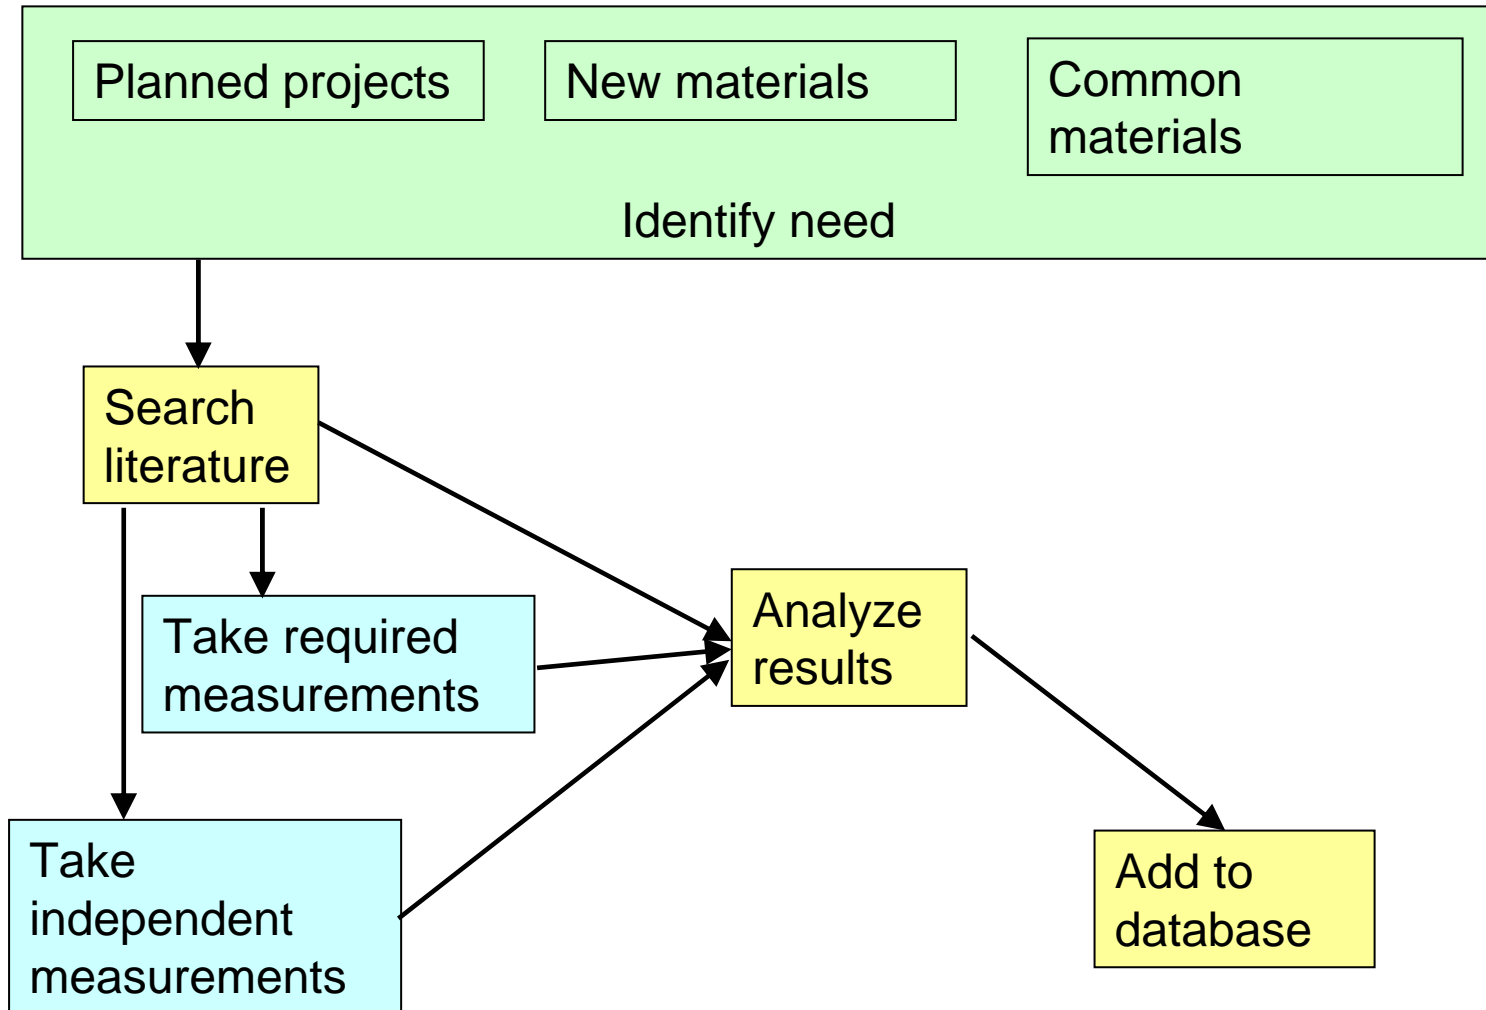 Planned projects
New materials
Common
materials
Identify need
Search
literature
Take required
measurements
Analyze
results
Take
independent
measurements
Add to
database